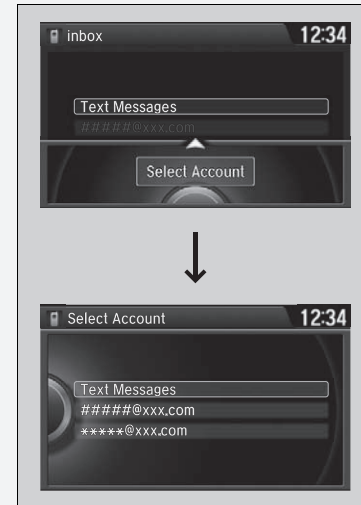 inbox 12:34
Text Messages
#####@xxx.com
Select Account
Select Account 12:34
Text Messages
#####@xxx.com
*****@xxx.com